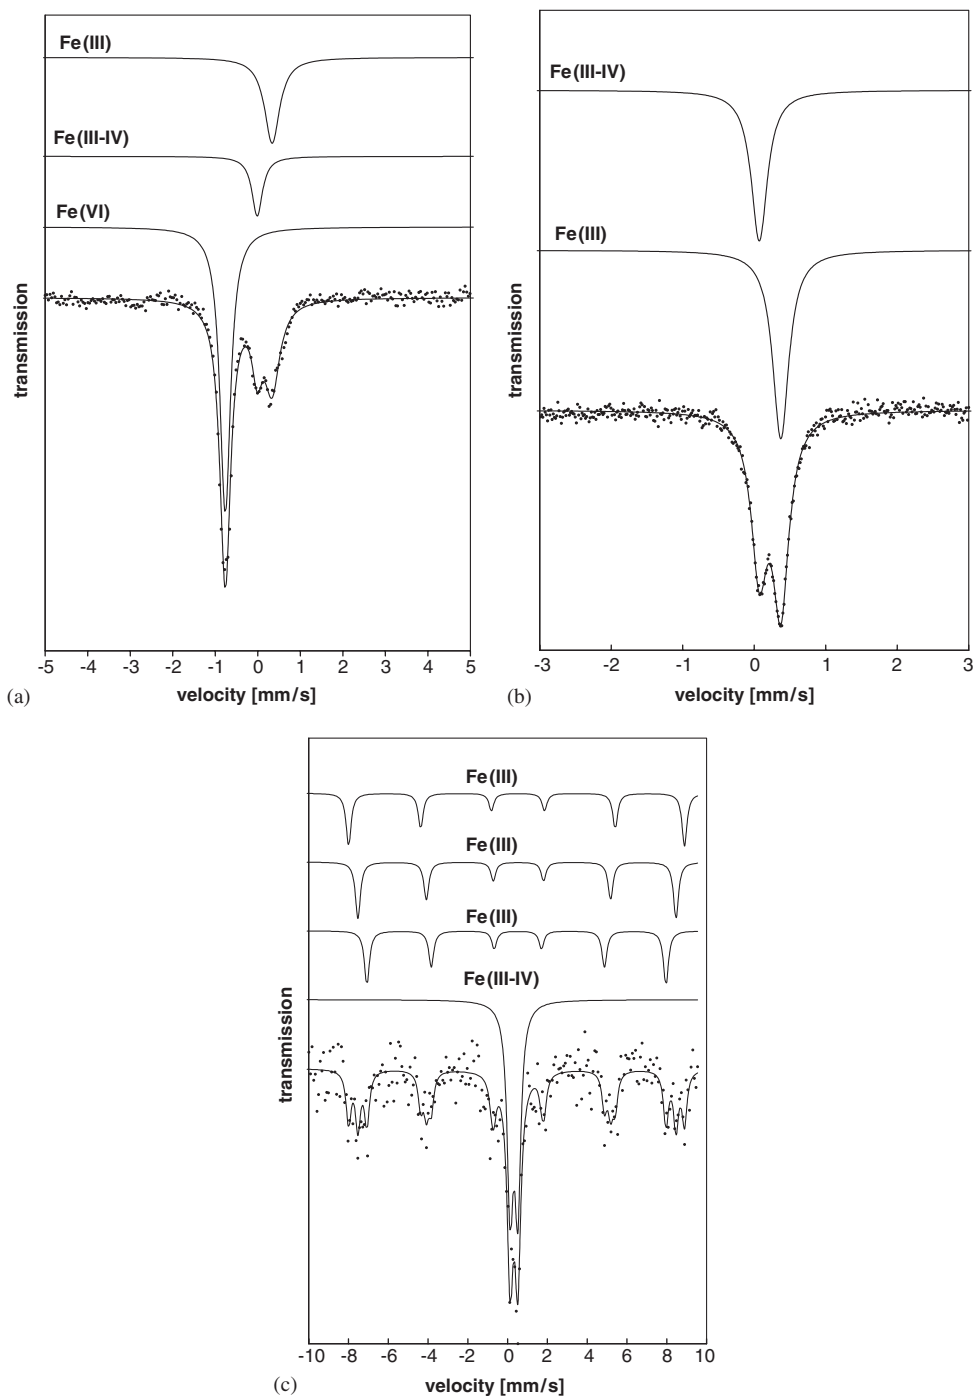 Fe(III)
Fe(III-IV)
Fe(VI)
transmission
-5 -4 -3 -2 -1 0 1 2 3 4 5
velocity [mm/s]
(a)
Fe(III-IV)
Fe(III)
transmission
-3 -2 -1 0 1 2 3
velocity [mm/s]
(b)
Fe(III)
Fe(III)
Fe(III)
Fe(III-IV)
transmission
-10 -8 -6 -4 -2 0 2 4 6 8 10
velocity [mm/s]
(c)